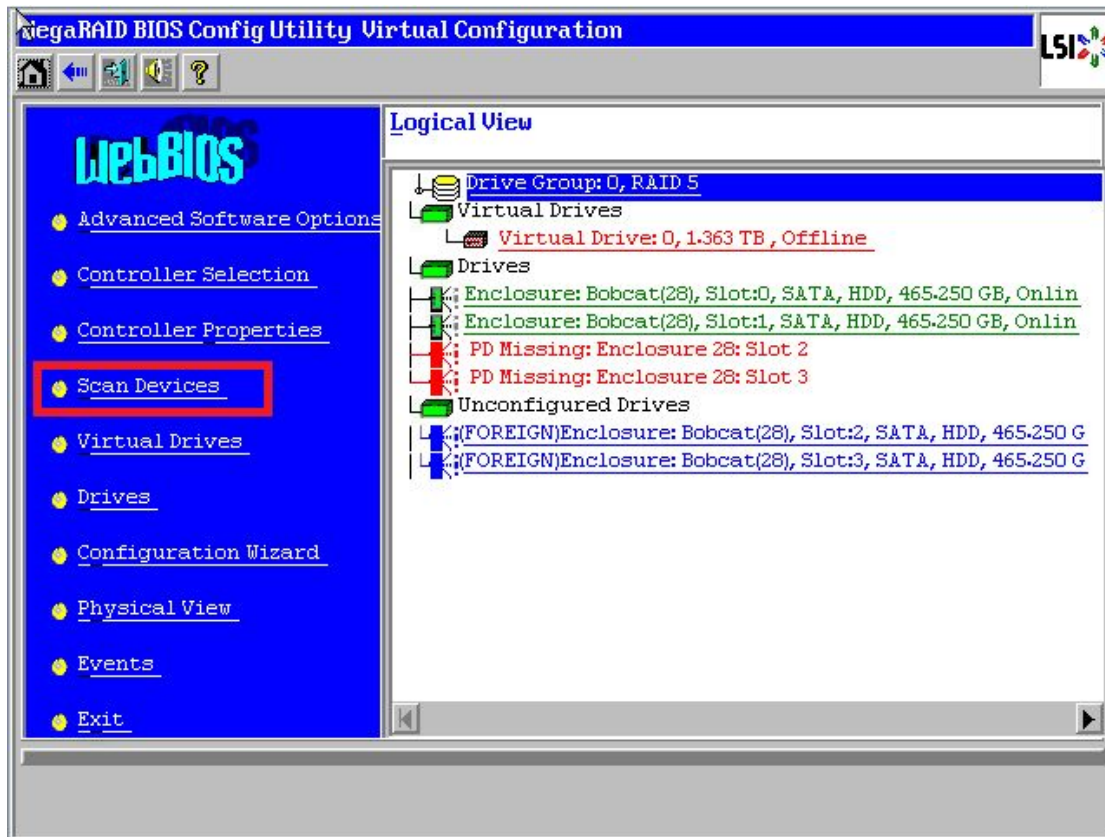 MegaRAID BIOS Config Utility Virtual Configuration
LSI
WebBIOS
Advanced Software Options
Controller Selection
Controller Properties
Scan Devices
Virtual Drives
Drives
Configuration Wizard
Physical View
Events
Exit
Logical View
Drive Group: 0, RAID 5
Virtual Drives
Virtual Drive: 0, 1.363 TB , Offline
Drives
Enclosure: Bobcat(28), Slot:0, SATA, HDD, 465.250 GB, Onlin
Enclosure: Bobcat(28), Slot:1, SATA, HDD, 465.250 GB, Onlin
PD Missing: Enclosure 28: Slot 2
PD Missing: Enclosure 28: Slot 3
Unconfigured Drives
(FOREIGN)Enclosure: Bobcat(28), Slot:2, SATA, HDD, 465.250 G
(FOREIGN)Enclosure: Bobcat(28), Slot:3, SATA, HDD, 465.250 G